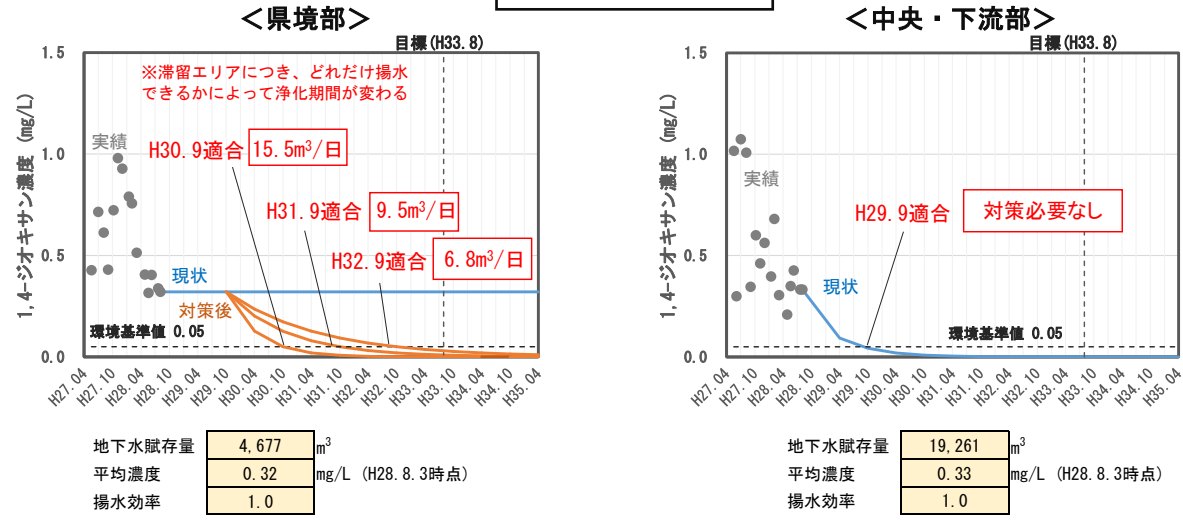 ＜県境部＞
目標(H33.8)
1,4-ジオキサン濃度 (mg/L)
1.5
1.0
0.5
0.0
※滞留エリアにつき、どれだけ揚水
できるかによって浄化期間が変わる
実績
H30.9適合 15.5m³/日
H31.9適合 9.5m³/日
H32.9適合 6.8m³/日
現状
対策後
環境基準値 0.05
H27.04
H27.10
H28.04
H28.10
H29.04
H29.10
H30.04
H30.10
H31.04
H31.10
H32.04
H32.10
H33.04
H33.10
H34.04
H34.10
H35.04
地下水賦存量 4,677 m³
平均濃度 0.32 mg/L (H28.8.3時点)
揚水効率 1.0
＜中央・下流部＞
目標(H33.8)
1,4-ジオキサン濃度 (mg/L)
1.5
1.0
0.5
0.0
実績
H29.9適合 対策必要なし
現状
環境基準値 0.05
H27.04
H27.10
H28.04
H28.10
H29.04
H29.10
H30.04
H30.10
H31.04
H31.10
H32.04
H32.10
H33.04
H33.10
H34.04
H34.10
H35.04
地下水賦存量 19,261 m³
平均濃度 0.33 mg/L (H28.8.3時点)
揚水効率 1.0